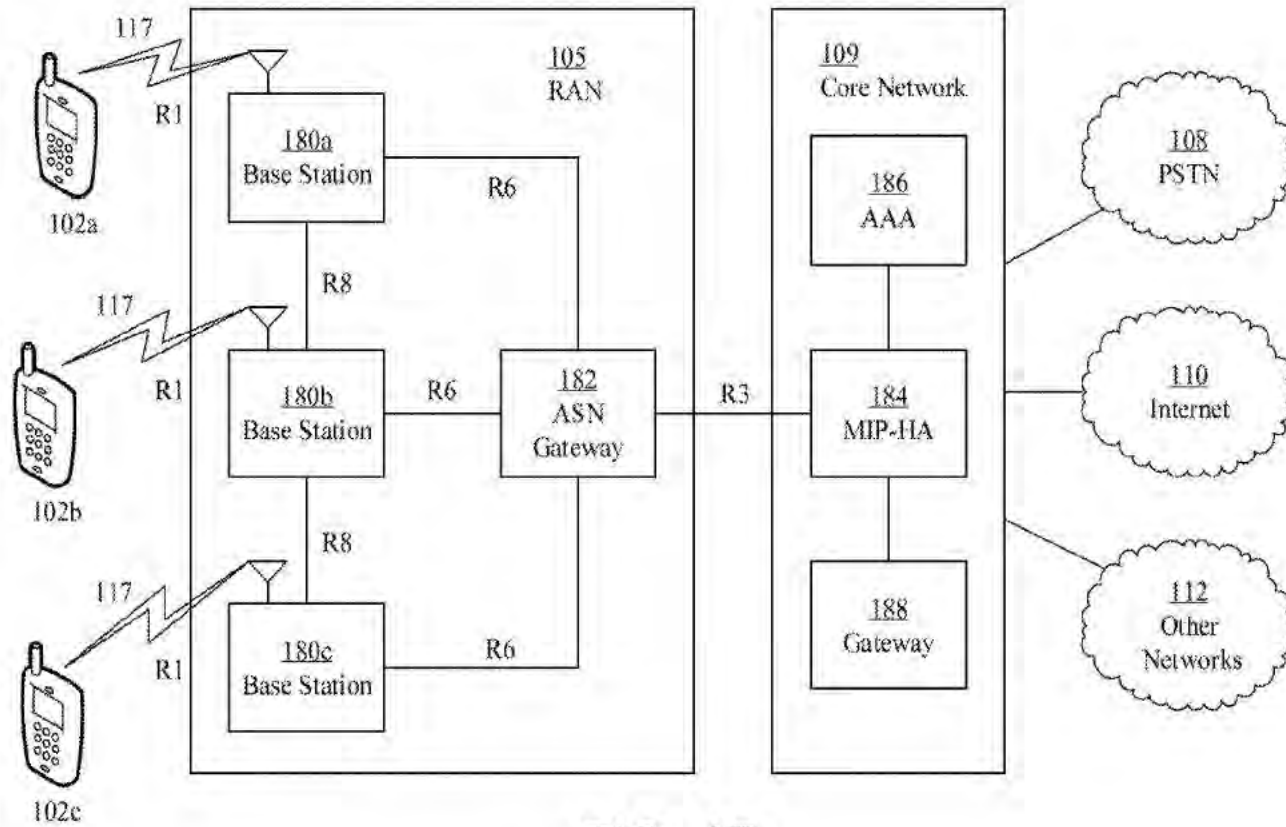 117
R1
102a
117
R1
102b
117
R1
102c
105
RAN
180a
Base Station
R6
R8
180b
Base Station
R6
182
ASN
Gateway
R8
180c
Base Station
R6
R3
109
Core Network
186
AAA
184
MIP-HA
188
Gateway
108
PSTN
110
Internet
112
Other
Networks